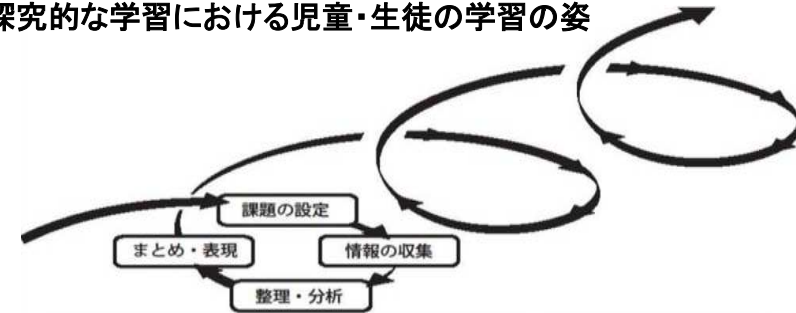 探究的な学習における児童・生徒の学習の姿
課題の設定
まとめ・表現
情報の収集
整理・分析